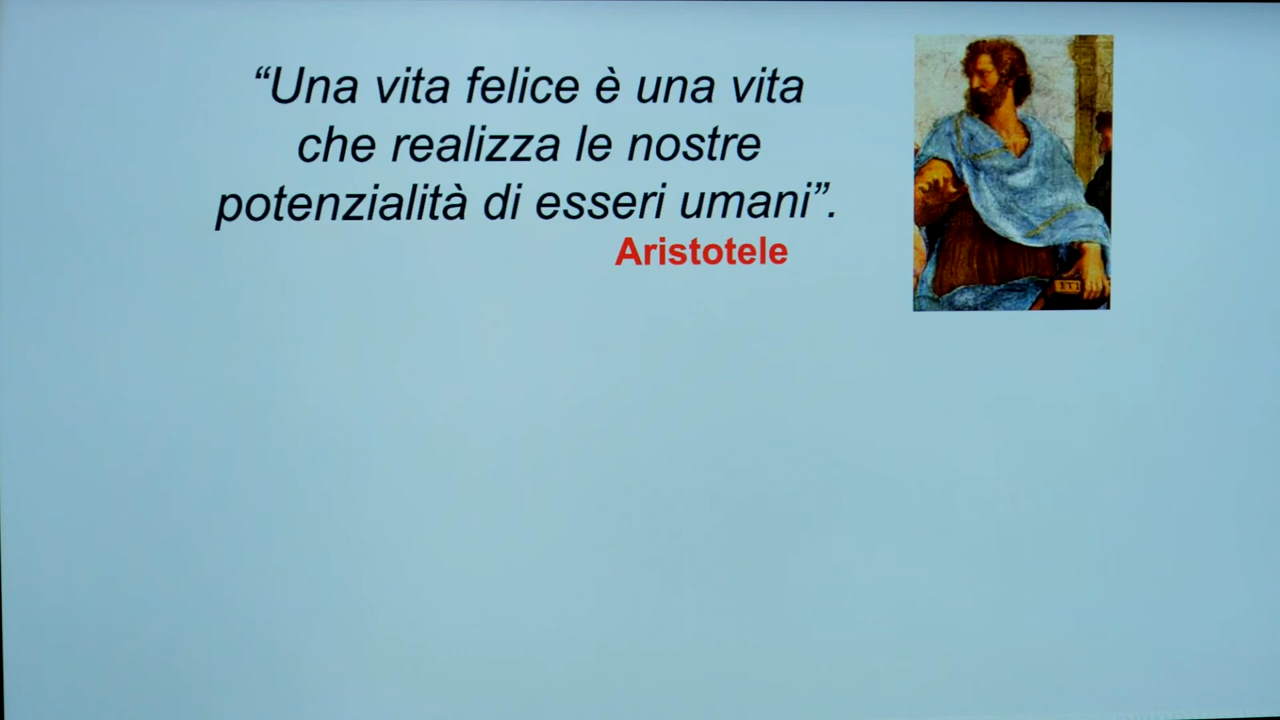 “Una vita felice è una vita
che realizza le nostre
potenzialità di esseri umani”.
Aristotele